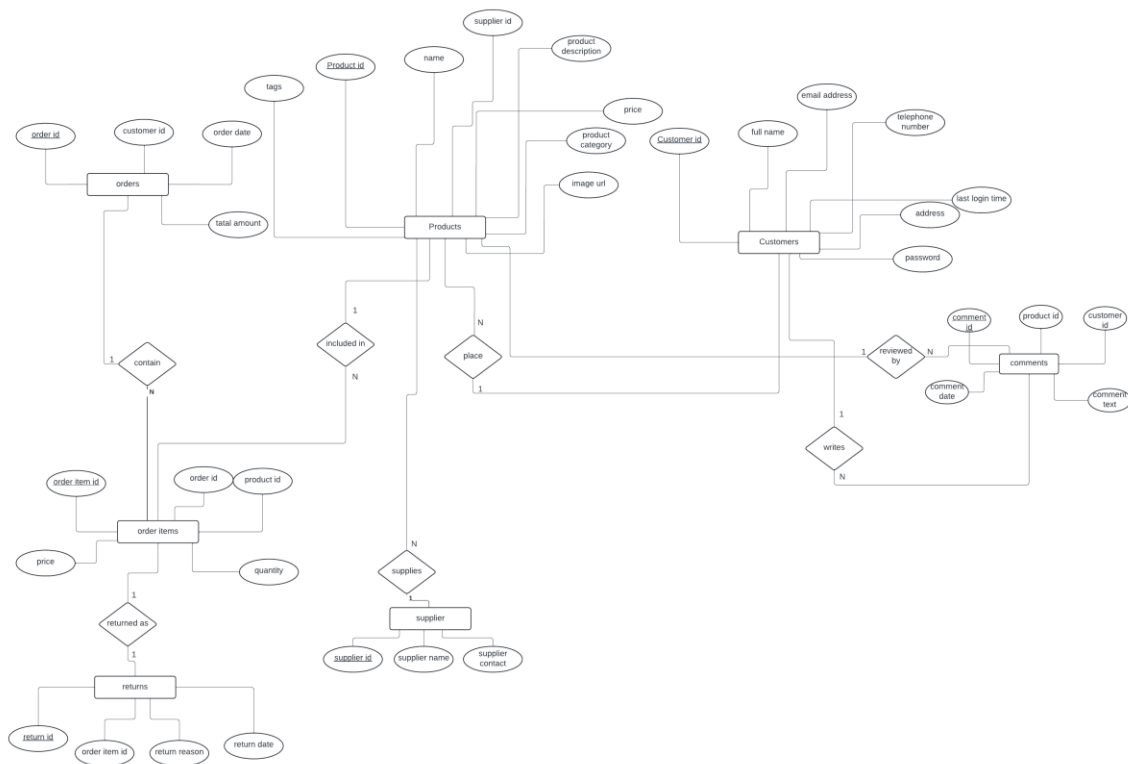 supplier id
product
description
name
Product id
tags
price
email address
customer id
order date
order id
telephone
number
full name
product
category
Customer id
image url
orders
last login time
address
tatal amount
Products
Customers
password
1
N
included in
place
N
1
comment
id
product id
customer
id
1
reviewed
by
N
comments
1
contain
N
comment
date
comment
text
1
writes
N
order item id
order id
product id
order items
price
quantity
N
supplies
1
supplier
supplier id
supplier name
supplier
contact
1
returned as
1
returns
return id
order item id
return reason
return date